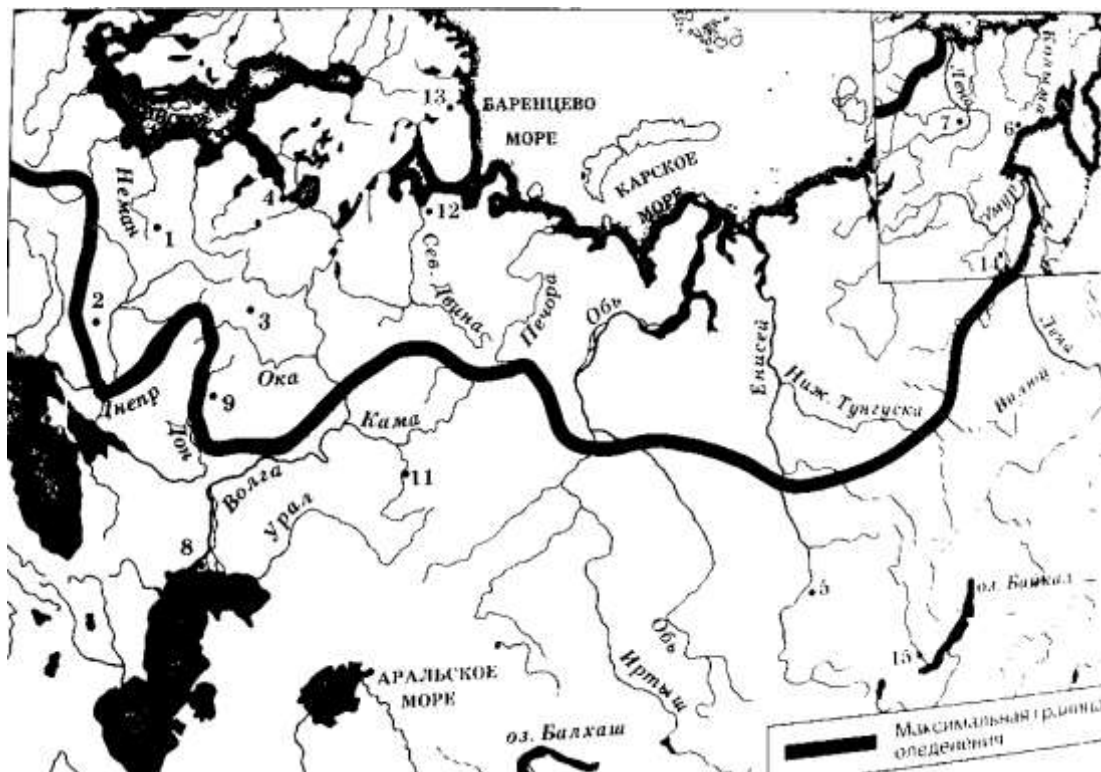 13
БАРЕНЦЕВО
МОРЕ
КАРСКОЕ
МОРЕ
Лена
Колыма
7
6
14
Неман
1
4
12
Сев. Двина
Печора
Обь
Енисей
2
3
Днепр
9
Ока
Дон
Кама
Ниж. Тунгуска
Лена
Вилюй
Волга
Урал
11
8
5
оз. Байкал
15
Обь
Иртыш
АРАЛЬСКОЕ
МОРЕ
оз. Балхаш
Максимальная граница
оледенения